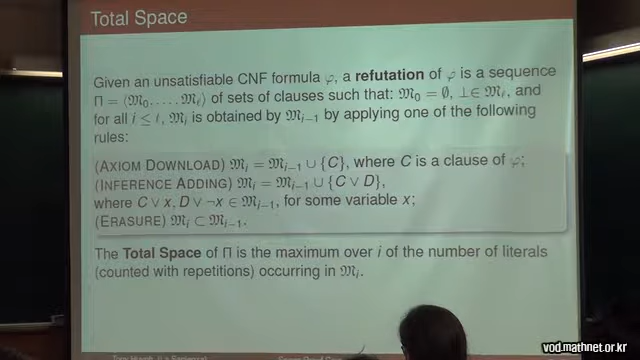 Total Space
Given an unsatisfiable CNF formula φ, a refutation of φ is a sequence
Π = ⟨𝔐₀, . . . , 𝔐ℓ⟩ of sets of clauses such that: 𝔐₀ = ∅, ⊥ ∈ 𝔐ℓ, and
for all i ≤ ℓ, 𝔐ᵢ is obtained by 𝔐ᵢ₋₁ by applying one of the following
rules:
(AXIOM DOWNLOAD) 𝔐ᵢ = 𝔐ᵢ₋₁ ∪ {C}, where C is a clause of φ;
(INFERENCE ADDING) 𝔐ᵢ = 𝔐ᵢ₋₁ ∪ {C ∨ D},
where C ∨ x, D ∨ ¬x ∈ 𝔐ᵢ₋₁, for some variable x;
(ERASURE) 𝔐ᵢ ⊂ 𝔐ᵢ₋₁.
The Total Space of Π is the maximum over i of the number of literals
(counted with repetitions) occurring in 𝔐ᵢ.
vod.mathnet.or.kr